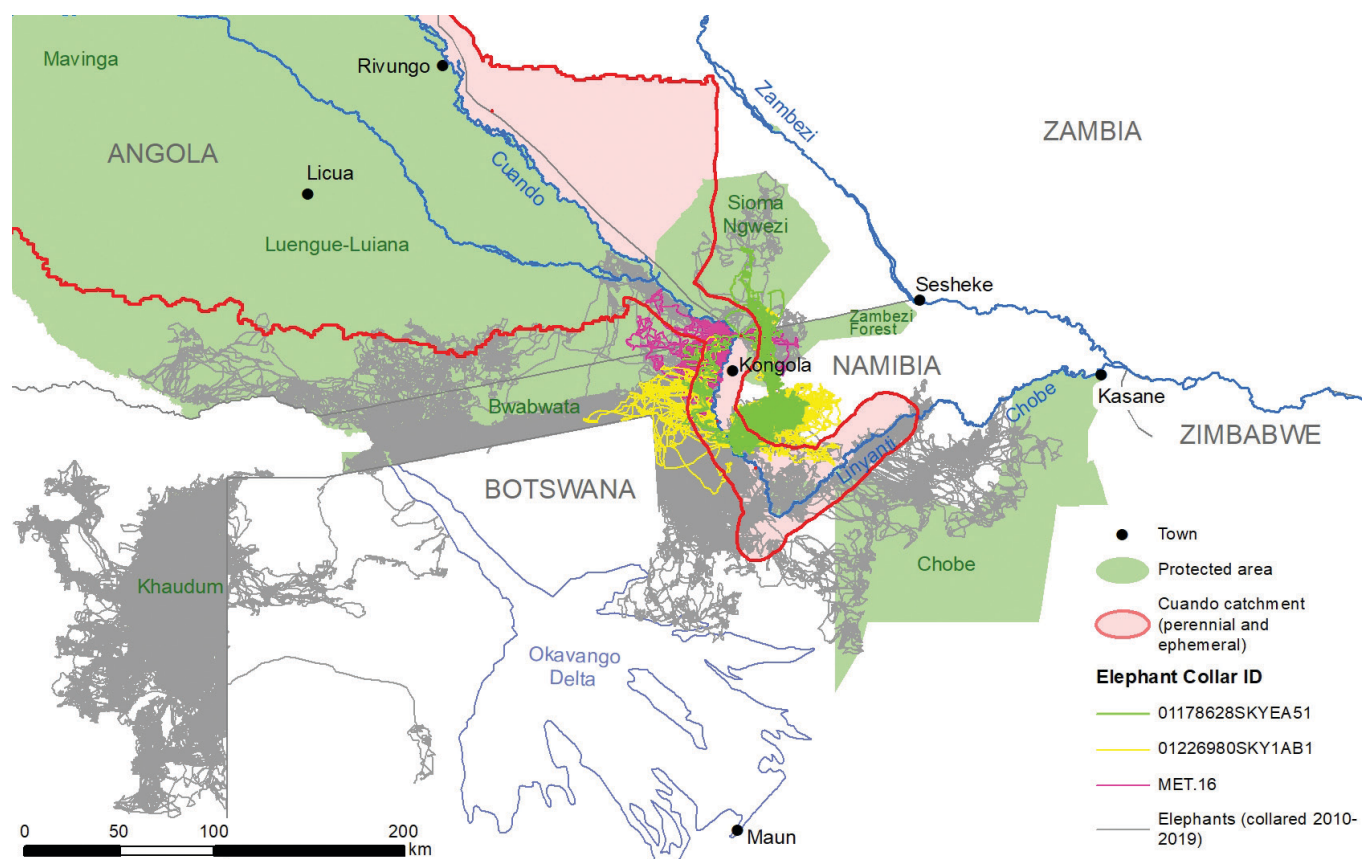 Mavinga
Rivungo
Zambezi
ZAMBIA
ANGOLA
Cuando
Licua
Sioma
Ngwezi
Luengue-Luiana
Sesheke
Zambezi
Forest
Kongola
NAMIBIA
Chobe
Kasane
Bwabwata
ZIMBABWE
Linyanti
BOTSWANA
Khaudum
Chobe
Okavango
Delta
Maun
Town
Protected area
Cuando catchment
(perennial and
ephemeral)
Elephant Collar ID
01178628SKYEA51
01226980SKY1AB1
MET.16
Elephants (collared 2010-
2019)
0 50 100 200
km